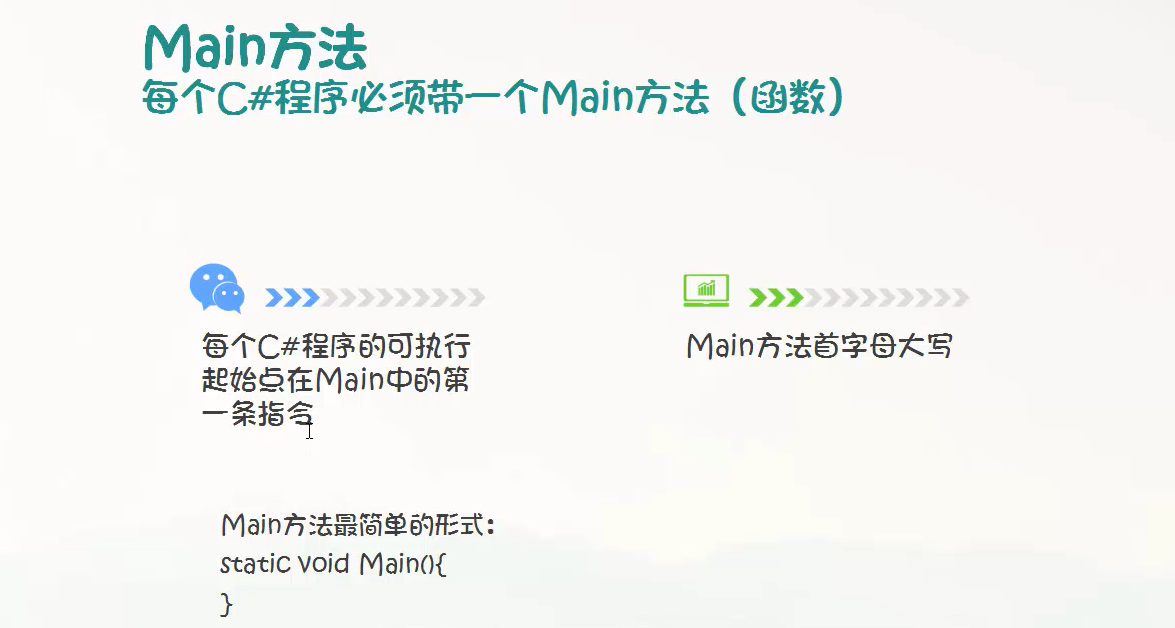 Main方法
每个C#程序必须带一个Main方法（函数）
每个C#程序的可执行
起始点在Main中的第
一条指令
Main方法首字母大写
Main方法最简单的形式：
static void Main(){
}